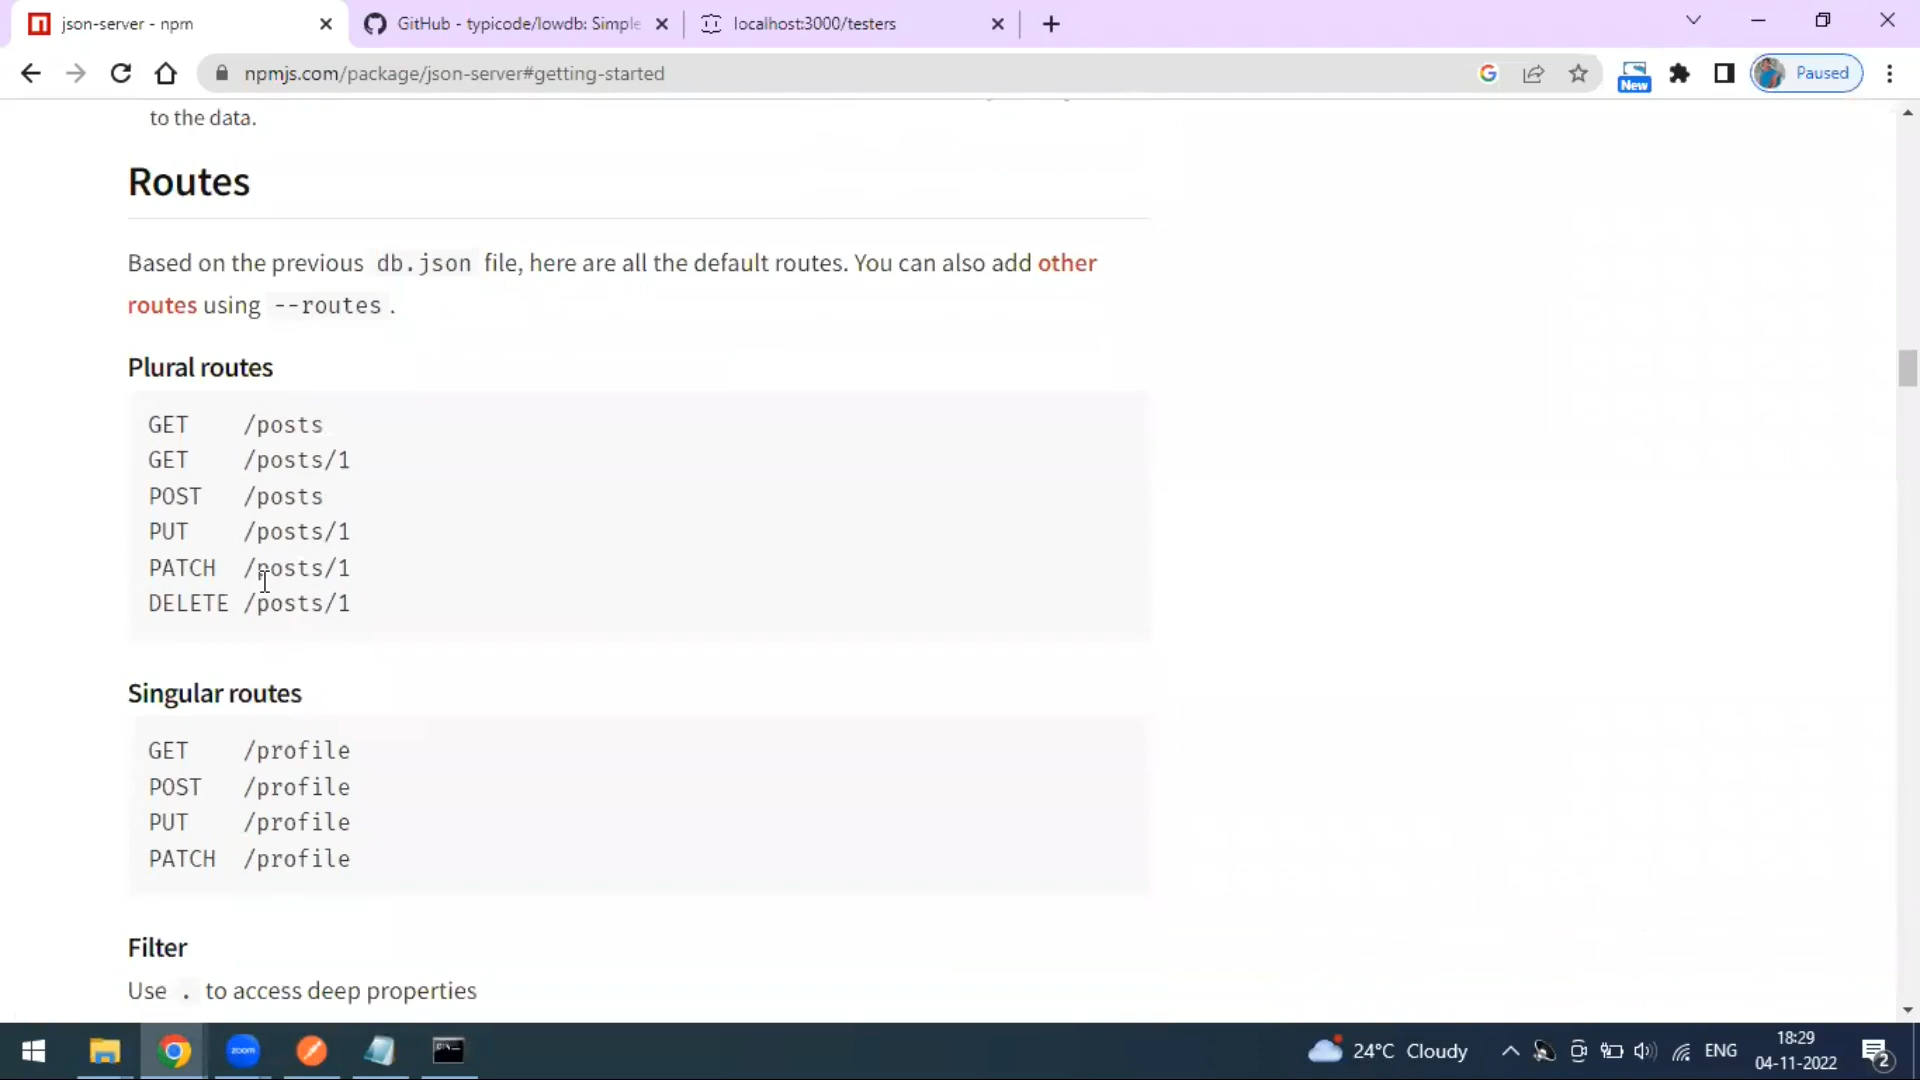 json-server - npm
GitHub - typicode/lowdb: Simple
localhost:3000/testers
npmjs.com/package/json-server#getting-started
New
Paused
to the data.
Routes
Based on the previous db.json file, here are all the default routes. You can also add other
routes using --routes .
Plural routes
GET /posts
GET /posts/1
POST /posts
PUT /posts/1
PATCH /posts/1
DELETE /posts/1
Singular routes
GET /profile
POST /profile
PUT /profile
PATCH /profile
Filter
Use . to access deep properties
zoom
24°C Cloudy
ENG
18:29
04-11-2022
2